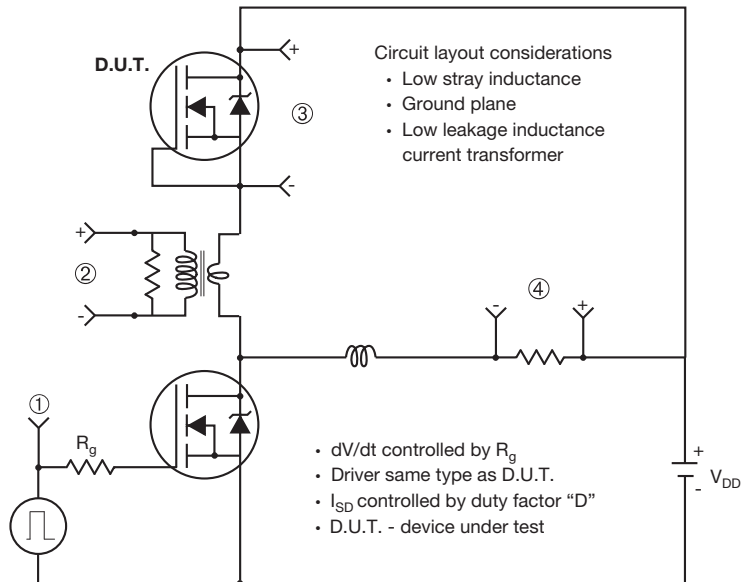 D.U.T.
+
Circuit layout considerations
• Low stray inductance
• Ground plane
• Low leakage inductance
current transformer
③
-
+
②
-
④
-
+
①
R_g
• dV/dt controlled by R_g
• Driver same type as D.U.T.
• I_SD controlled by duty factor “D”
• D.U.T. - device under test
+
V_DD
-